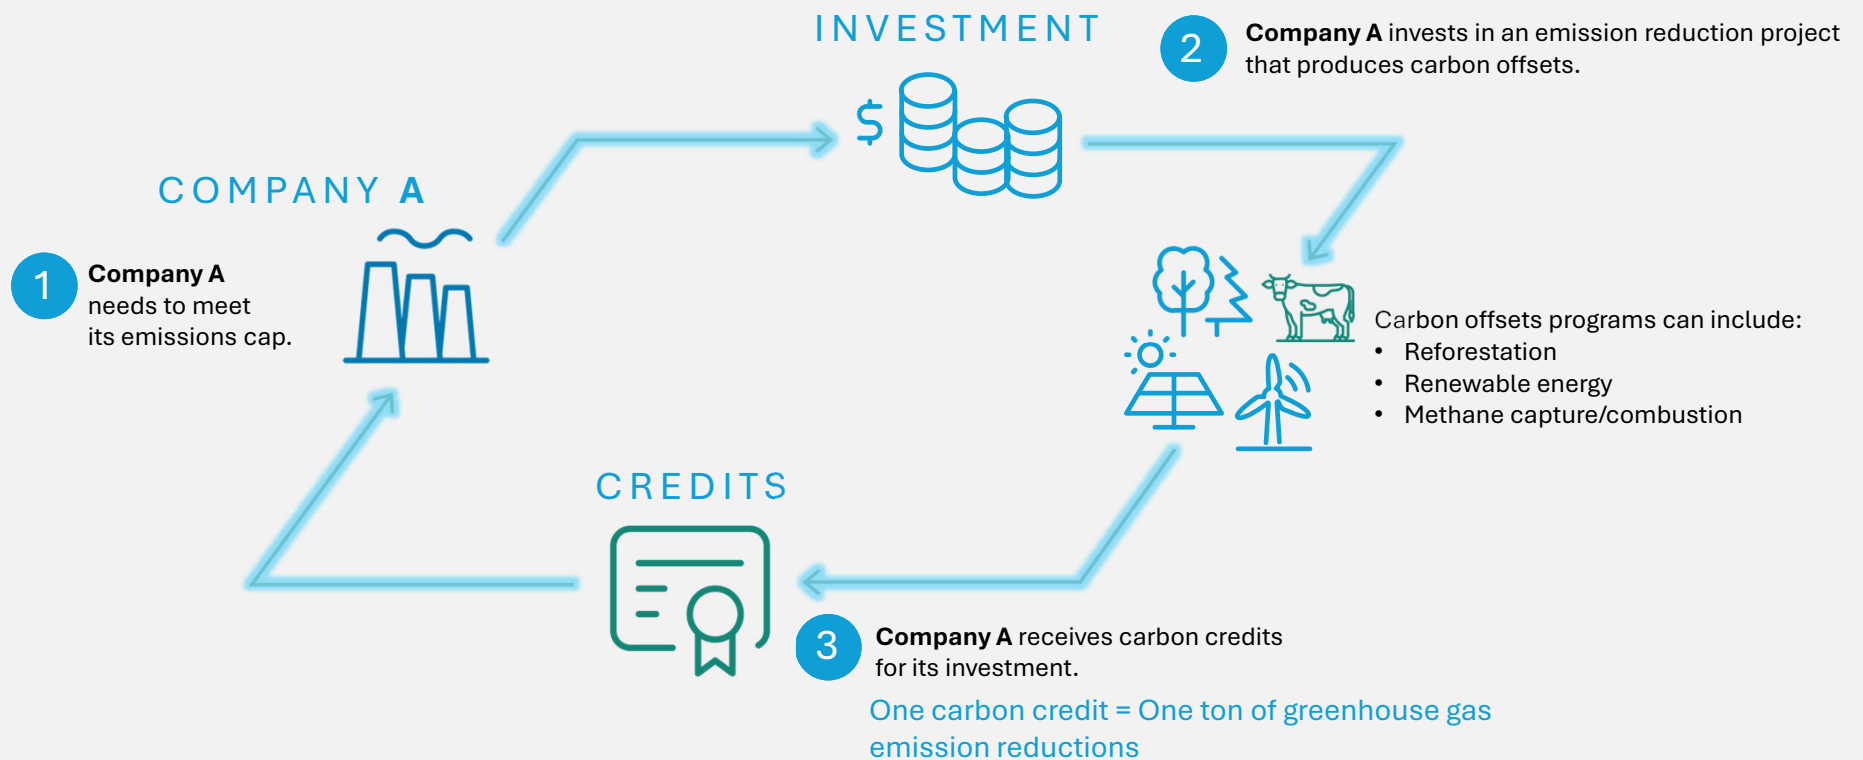 INVESTMENT
2
Company A invests in an emission reduction project
that produces carbon offsets.
$
COMPANY A
1
Company A
needs to meet
its emissions cap.
Carbon offsets programs can include:
• Reforestation
• Renewable energy
• Methane capture/combustion
CREDITS
3
Company A receives carbon credits
for its investment.
One carbon credit = One ton of greenhouse gas
emission reductions